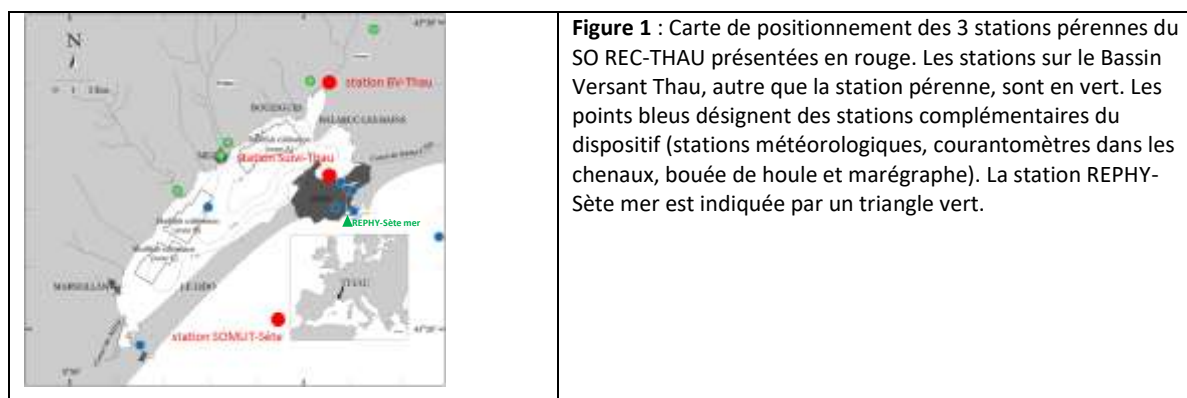 N
station BV-Thau
BOUZIGUES
BALARUC-LES-BAINS
station Suivi-Thau
REPHY-Sète mer
MARSEILLAN
LE LIDO
THAU
station SOMLIT-Sète
Figure 1 : Carte de positionnement des 3 stations pérennes du
SO REC-THAU présentées en rouge. Les stations sur le Bassin
Versant Thau, autre que la station pérenne, sont en vert. Les
points bleus désignent des stations complémentaires du
dispositif (stations météorologiques, courantomètres dans les
chenaux, bouée de houle et marégraphe). La station REPHY-
Sète mer est indiquée par un triangle vert.